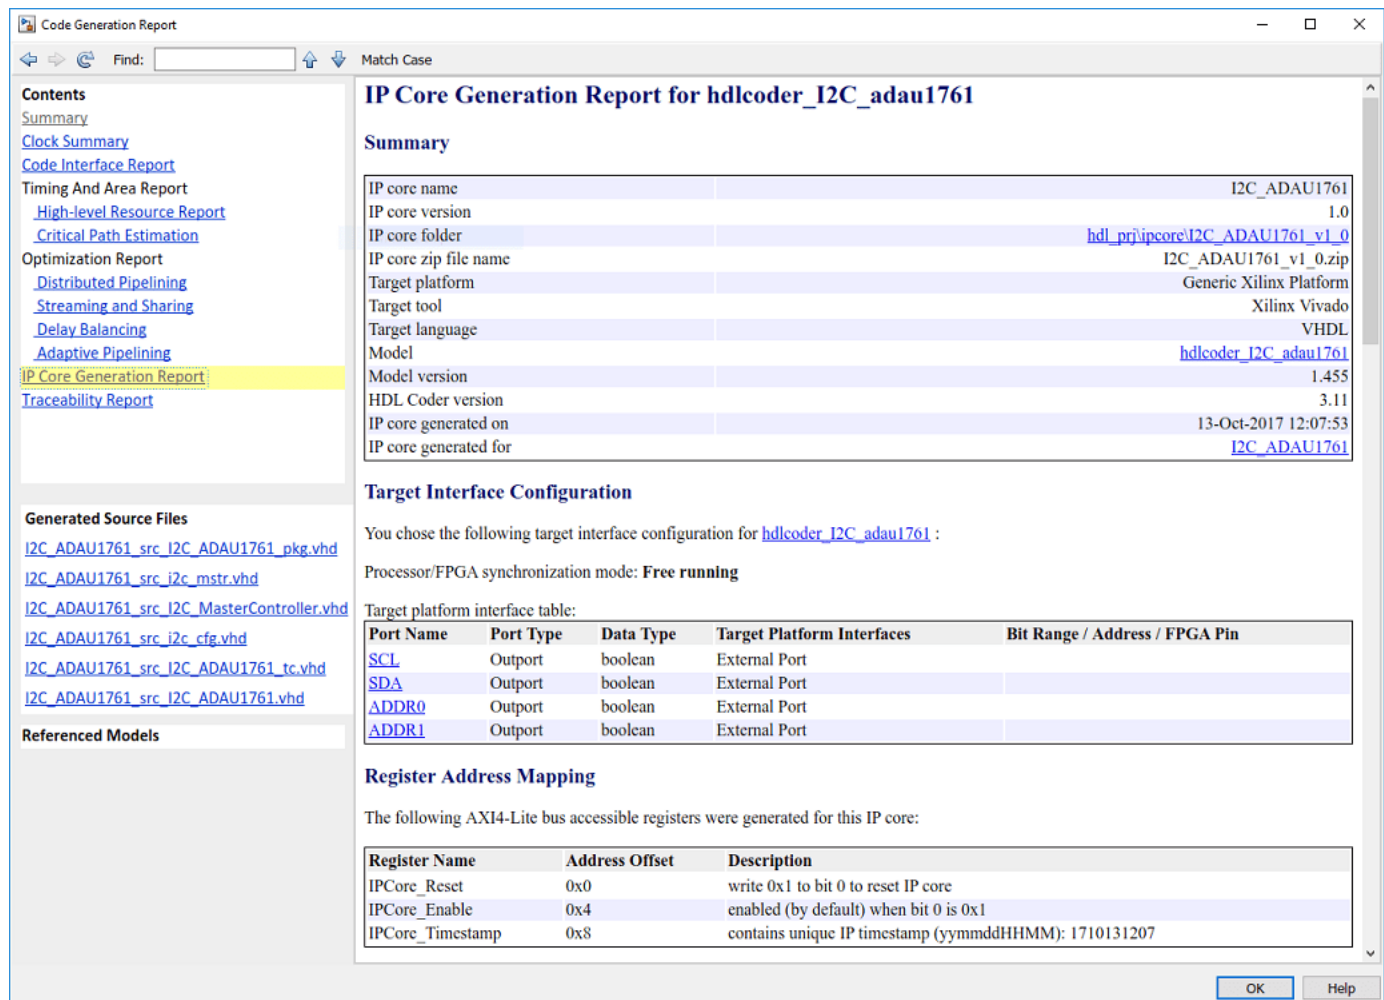 Code Generation Report
Find:
Match Case
Contents
Summary
Clock Summary
Code Interface Report
Timing And Area Report
High-level Resource Report
Critical Path Estimation
Optimization Report
Distributed Pipelining
Streaming and Sharing
Delay Balancing
Adaptive Pipelining
IP Core Generation Report
Traceability Report
Generated Source Files
I2C_ADAU1761_src_I2C_ADAU1761_pkg.vhd
I2C_ADAU1761_src_i2c_mstr.vhd
I2C_ADAU1761_src_I2C_MasterController.vhd
I2C_ADAU1761_src_i2c_cfg.vhd
I2C_ADAU1761_src_I2C_ADAU1761_tc.vhd
I2C_ADAU1761_src_I2C_ADAU1761.vhd
Referenced Models
IP Core Generation Report for hdlcoder_I2C_adau1761
Summary
IP core name I2C_ADAU1761
IP core version 1.0
IP core folder hdl_prj\ipcore\I2C_ADAU1761_v1_0
IP core zip file name I2C_ADAU1761_v1_0.zip
Target platform Generic Xilinx Platform
Target tool Xilinx Vivado
Target language VHDL
Model hdlcoder_I2C_adau1761
Model version 1.455
HDL Coder version 3.11
IP core generated on 13-Oct-2017 12:07:53
IP core generated for I2C_ADAU1761
Target Interface Configuration
You chose the following target interface configuration for hdlcoder_I2C_adau1761 :
Processor/FPGA synchronization mode: Free running
Target platform interface table:
Port Name Port Type Data Type Target Platform Interfaces Bit Range / Address / FPGA Pin
SCL Outport boolean External Port
SDA Outport boolean External Port
ADDR0 Outport boolean External Port
ADDR1 Outport boolean External Port
Register Address Mapping
The following AXI4-Lite bus accessible registers were generated for this IP core:
Register Name Address Offset Description
IPCore_Reset 0x0 write 0x1 to bit 0 to reset IP core
IPCore_Enable 0x4 enabled (by default) when bit 0 is 0x1
IPCore_Timestamp 0x8 contains unique IP timestamp (yymmddHHMM): 1710131207
OK
Help